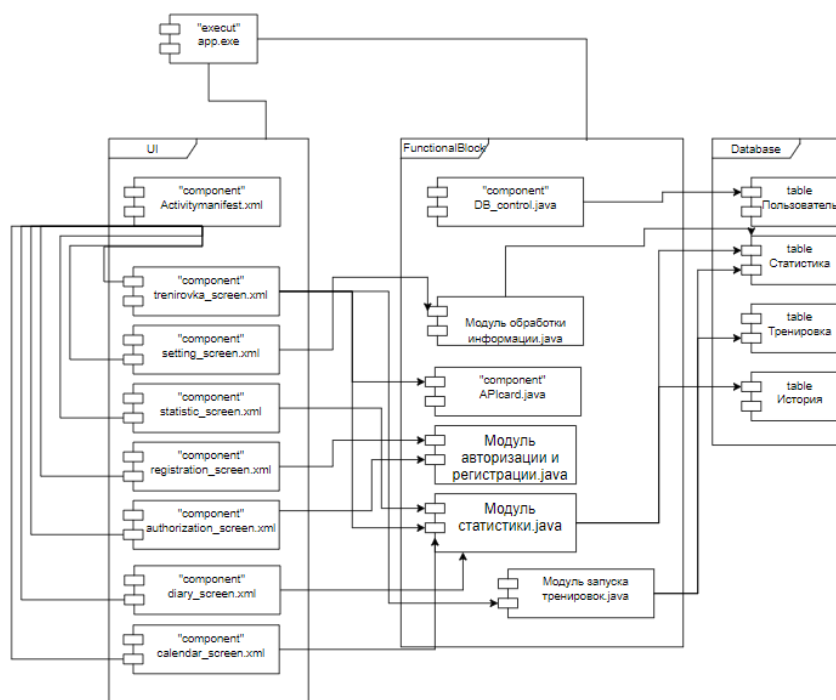 "execut"
app.exe
UI
"component"
Activitymanifest.xml
"component"
trenirovka_screen.xml
"component"
setting_screen.xml
"component"
statistic_screen.xml
"component"
registration_screen.xml
"component"
authorization_screen.xml
"component"
diary_screen.xml
"component"
calendar_screen.xml
FunctionalBlock
"component"
DB_control.java
Модуль обработки
информации.java
"component"
APIcard.java
Модуль
авторизации и
регистрации.java
Модуль
статистики.java
Модуль запуска
тренировок.java
Database
table
Пользователь
table
Статистика
table
Тренировка
table
История